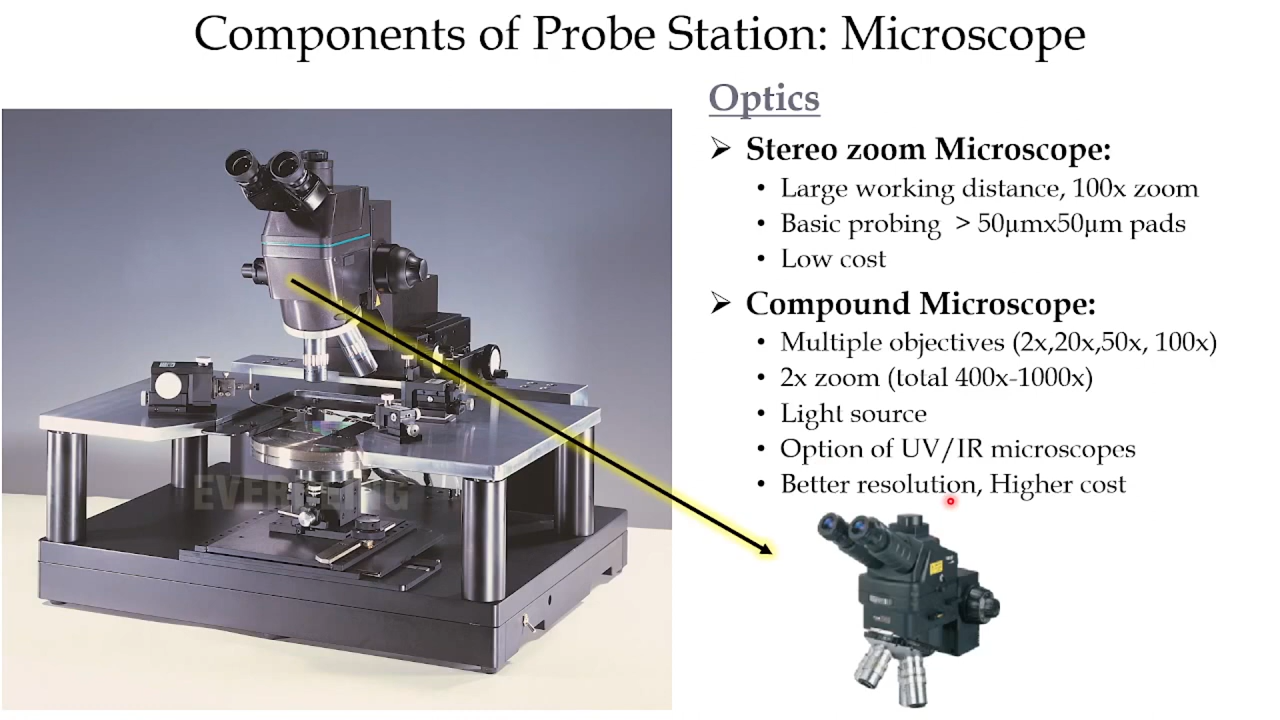 Components of Probe Station: Microscope
Optics
➢ Stereo zoom Microscope:
• Large working distance, 100x zoom
• Basic probing > 50µmx50µm pads
• Low cost
➢ Compound Microscope:
• Multiple objectives (2x,20x,50x, 100x)
• 2x zoom (total 400x-1000x)
• Light source
• Option of UV/IR microscopes
• Better resolution, Higher cost